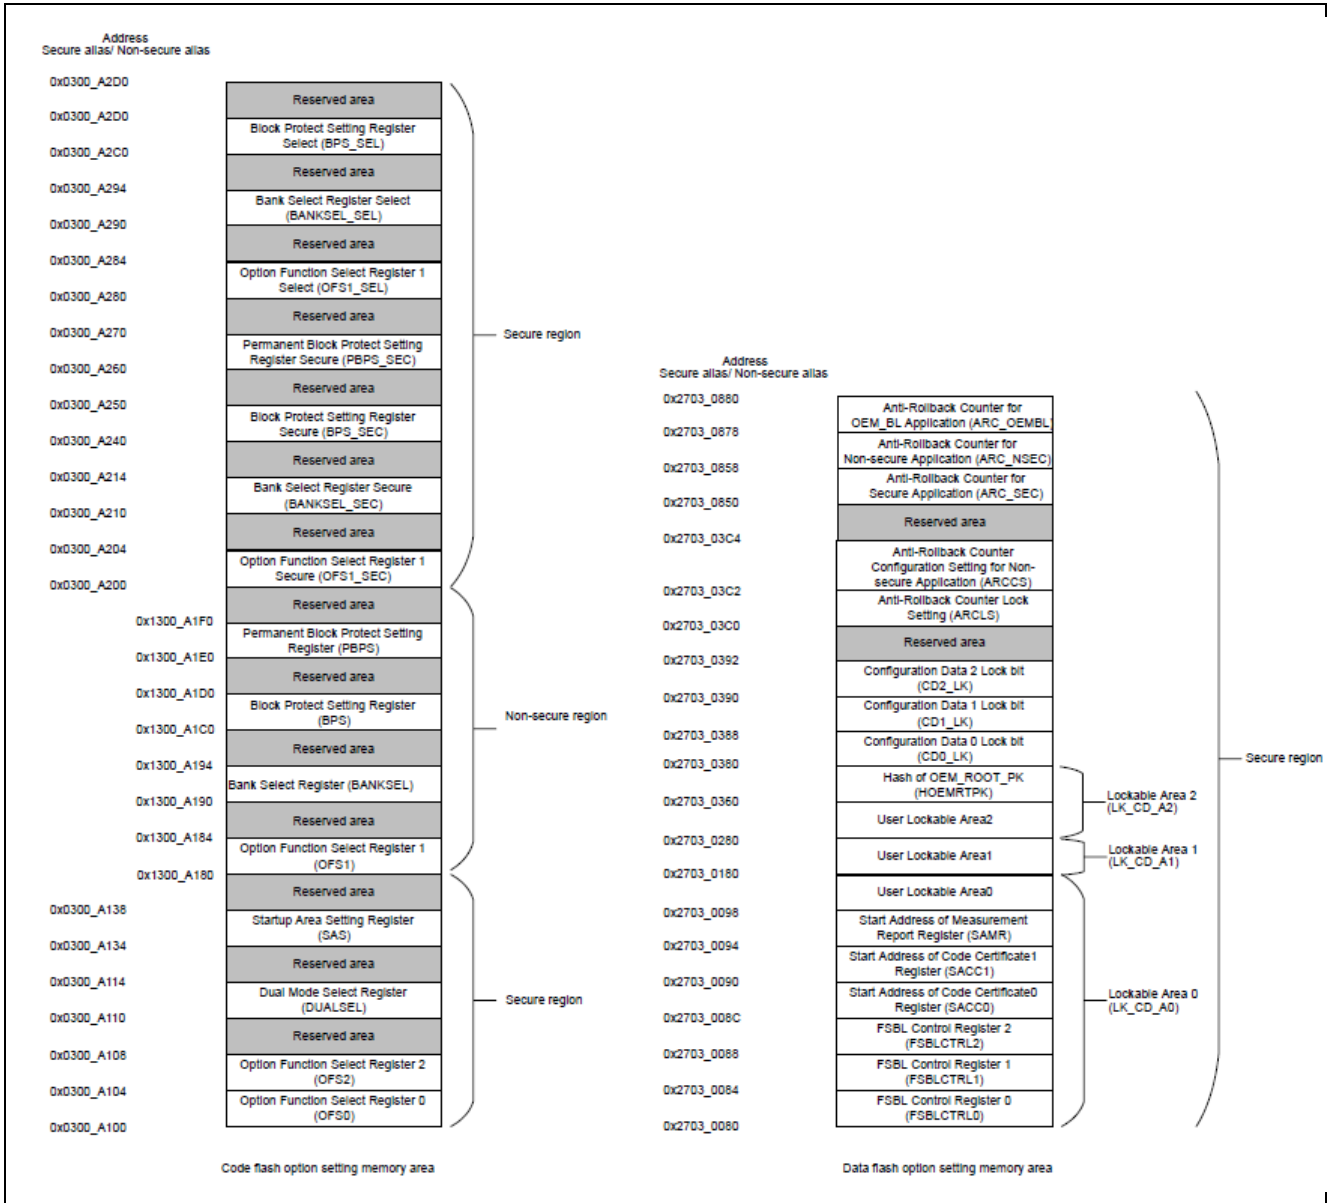 Address
Secure alias/ Non-secure alias
0x0300_A2D0
Reserved area
0x0300_A2D0
Block Protect Setting Register
Select (BPS_SEL)
0x0300_A2C0
Reserved area
0x0300_A294
Bank Select Register Select
(BANKSEL_SEL)
0x0300_A290
Reserved area
0x0300_A284
Option Function Select Register 1
Select (OFS1_SEL)
0x0300_A280
Reserved area
0x0300_A270
Permanent Block Protect Setting
Register Secure (PBPS_SEC)
0x0300_A260
Reserved area
0x0300_A250
Block Protect Setting Register
Secure (BPS_SEC)
0x0300_A240
Reserved area
0x0300_A214
Bank Select Register Secure
(BANKSEL_SEC)
0x0300_A210
Reserved area
0x0300_A204
Option Function Select Register 1
Secure (OFS1_SEC)
0x0300_A200
Secure region
Reserved area
0x1300_A1F0
Permanent Block Protect Setting
Register (PBPS)
0x1300_A1E0
Reserved area
0x1300_A1D0
Block Protect Setting Register
(BPS)
0x1300_A1C0
Reserved area
0x1300_A194
Bank Select Register (BANKSEL)
0x1300_A190
Reserved area
0x1300_A184
Option Function Select Register 1
(OFS1)
0x1300_A180
Non-secure region
Reserved area
0x0300_A138
Startup Area Setting Register
(SAS)
0x0300_A134
Reserved area
0x0300_A114
Dual Mode Select Register
(DUALSEL)
0x0300_A110
Reserved area
0x0300_A108
Option Function Select Register 2
(OFS2)
0x0300_A104
Option Function Select Register 0
(OFS0)
0x0300_A100
Secure region
Code flash option setting memory area
Address
Secure alias/ Non-secure alias
0x2703_0880
Anti-Rollback Counter for
OEM_BL Application (ARC_OEMBL)
0x2703_0878
Anti-Rollback Counter for
Non-secure Application (ARC_NSEC)
0x2703_0858
Anti-Rollback Counter for
Secure Application (ARC_SEC)
0x2703_0850
Reserved area
0x2703_03C4
Anti-Rollback Counter
Configuration Setting for Non-
secure Application (ARCCS)
0x2703_03C2
Anti-Rollback Counter Lock
Setting (ARCLS)
0x2703_03C0
Reserved area
0x2703_0392
Configuration Data 2 Lock bit
(CD2_LK)
0x2703_0390
Configuration Data 1 Lock bit
(CD1_LK)
0x2703_0388
Configuration Data 0 Lock bit
(CD0_LK)
0x2703_0380
Hash of OEM_ROOT_PK
(HOEMRTPK)
0x2703_0360
User Lockable Area2
0x2703_0280
Lockable Area 2
(LK_CD_A2)
User Lockable Area1
0x2703_0180
Lockable Area 1
(LK_CD_A1)
User Lockable Area0
0x2703_0098
Start Address of Measurement
Report Register (SAMR)
0x2703_0094
Start Address of Code Certificate1
Register (SACC1)
0x2703_0090
Start Address of Code Certificate0
Register (SACC0)
0x2703_008C
FSBL Control Register 2
(FSBLCTRL2)
0x2703_0088
FSBL Control Register 1
(FSBLCTRL1)
0x2703_0084
FSBL Control Register 0
(FSBLCTRL0)
0x2703_0080
Lockable Area 0
(LK_CD_A0)
Secure region
Data flash option setting memory area